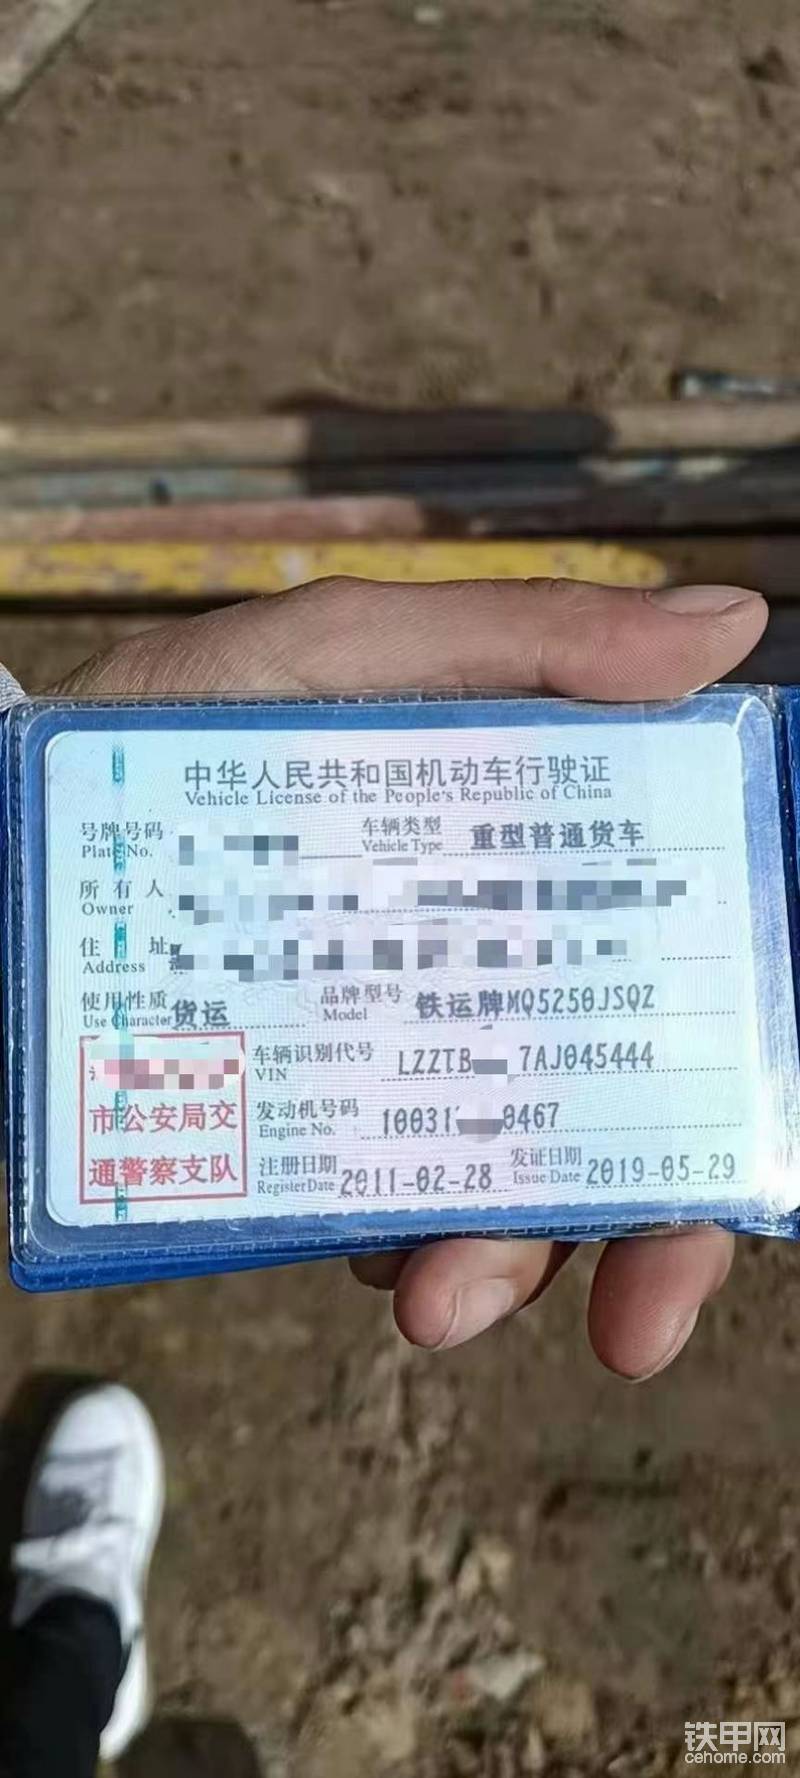 中华人民共和国机动车行驶证
Vehicle License of the People's Republic of China
号牌号码 车辆类型 重型普通货车
Plate No. Vehicle Type
所有人
Owner
住址
Address
使用性质 货运 品牌型号 铁运牌MQ5250JSQZ
Use Character Model
车辆识别代号 LZZTB 7AJ045444
VIN
发动机号码 10031 0467
Engine No.
市公安局交
通警察支队
注册日期 2011-02-28 发证日期 2019-05-29
Register Date Issue Date
铁甲网
cehome.com